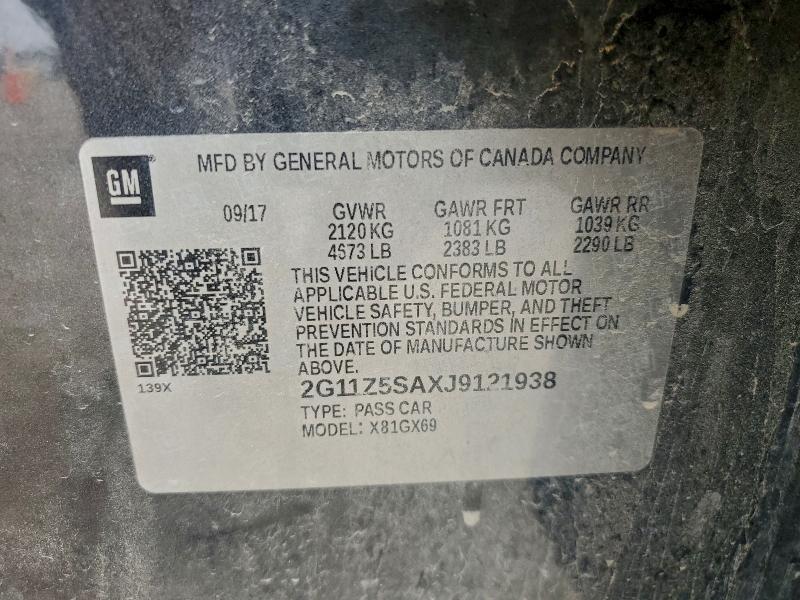 GM
MFD BY GENERAL MOTORS OF CANADA COMPANY
09/17 GVWR GAWR FRT GAWR RR
2120 KG 1081 KG 1039 KG
4673 LB 2383 LB 2290 LB
THIS VEHICLE CONFORMS TO ALL
APPLICABLE U.S. FEDERAL MOTOR
VEHICLE SAFETY, BUMPER, AND THEFT
PREVENTION STANDARDS IN EFFECT ON
THE DATE OF MANUFACTURE SHOWN
ABOVE.
139X
2G11Z5SAXJ9121938
TYPE: PASS CAR
MODEL: X81GX69